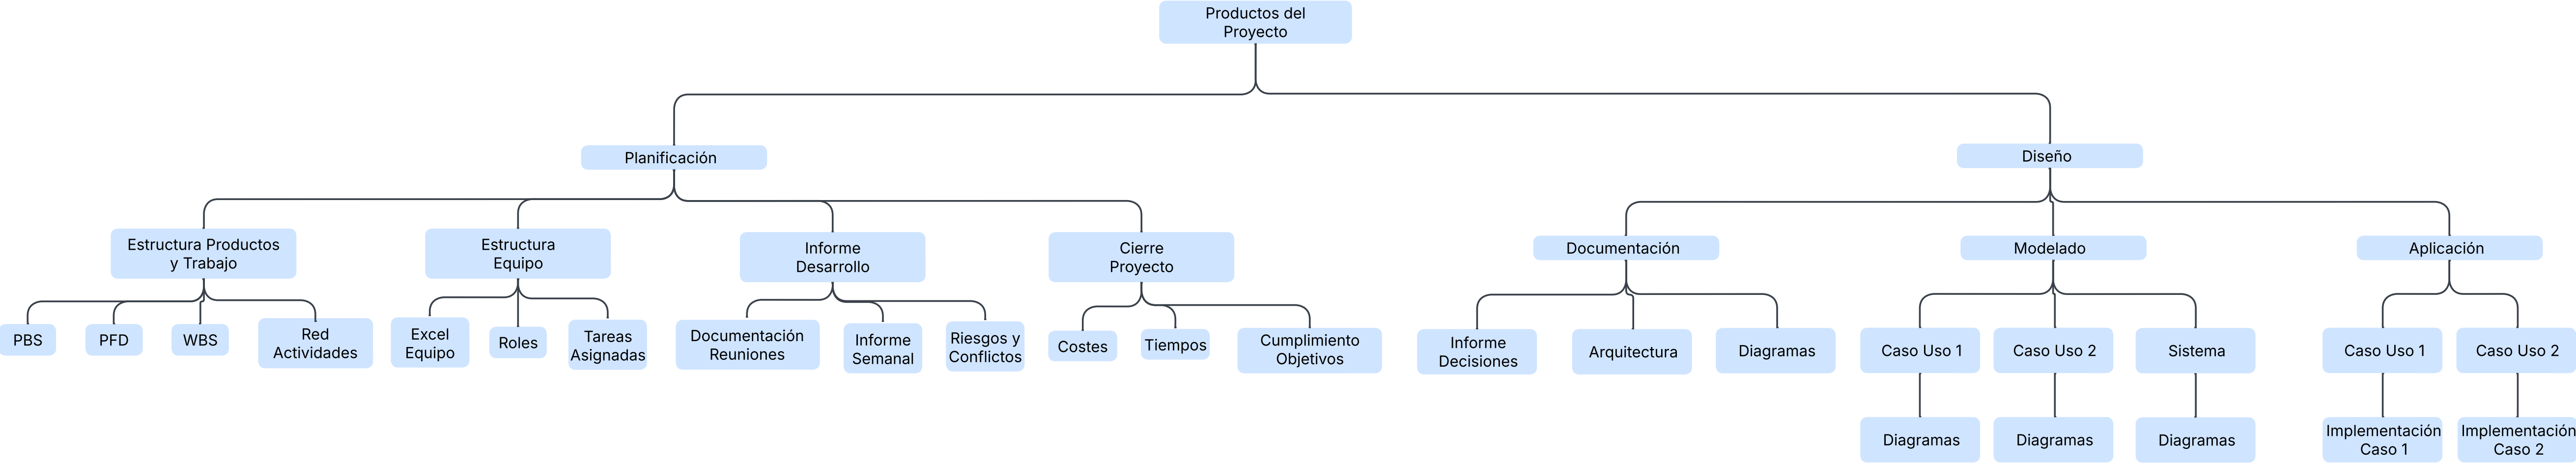 Productos del
Proyecto
Planificación
Diseño
Estructura Productos
y Trabajo
Estructura
Equipo
Informe
Desarrollo
Cierre
Proyecto
Documentación
Modelado
Aplicación
PBS
PFD
WBS
Red
Actividades
Excel
Equipo
Roles
Tareas
Asignadas
Documentación
Reuniones
Informe
Semanal
Riesgos y
Conflictos
Costes
Tiempos
Cumplimiento
Objetivos
Informe
Decisiones
Arquitectura
Diagramas
Caso Uso 1
Caso Uso 2
Sistema
Caso Uso 1
Caso Uso 2
Diagramas
Diagramas
Diagramas
Implementación
Caso 1
Implementación
Caso 2